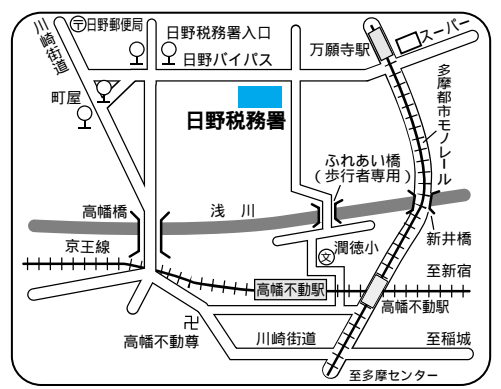 〒日野郵便局
川崎街道
日野税務署入口
日野バイパス
万願寺駅
スーパー
町屋
日野税務署
多摩都市モノレール
ふれあい橋
(歩行者専用)
高幡橋
浅 川
京王線
文
潤徳小
新井橋
至新宿
高幡不動駅
高幡不動駅
卍
高幡不動尊
川崎街道
至稲城
至多摩センター